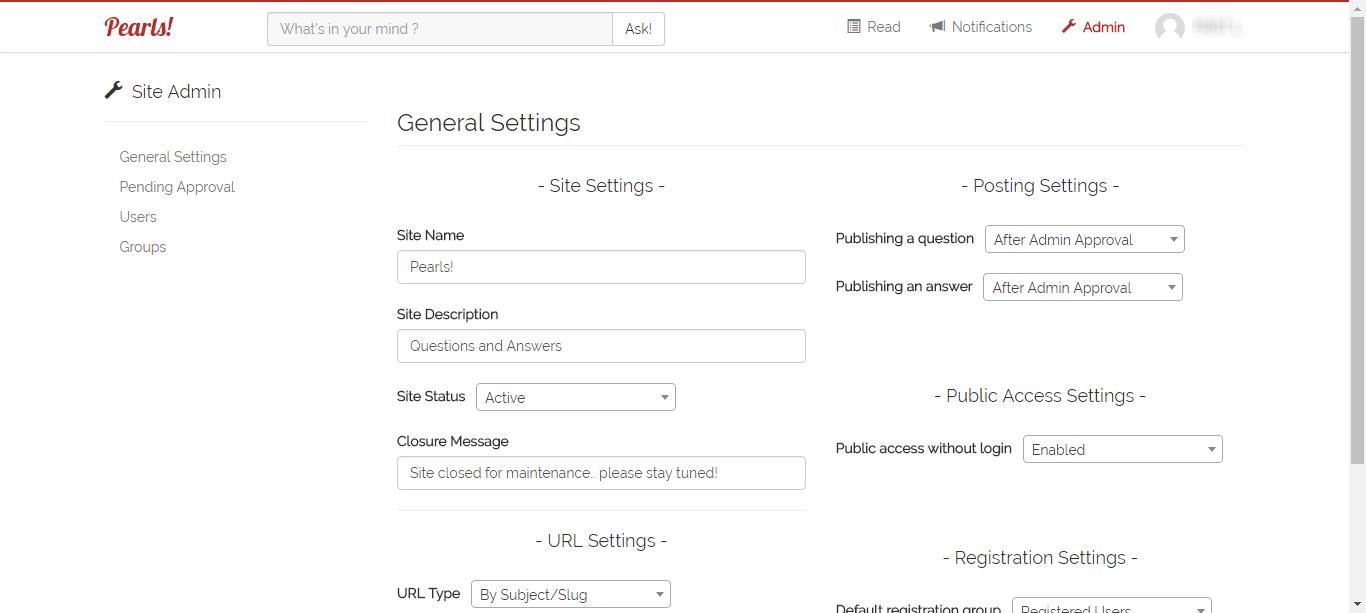 Pearls!
What's in your mind ?
Ask!
Read
Notifications
Admin
Site Admin
General Settings
Pending Approval
Users
Groups
General Settings
- Site Settings -
Site Name
Pearls!
Site Description
Questions and Answers
Site Status Active
Closure Message
Site closed for maintenance.. please stay tuned!
- URL Settings -
URL Type By Subject/Slug
- Posting Settings -
Publishing a question After Admin Approval
Publishing an answer After Admin Approval
- Public Access Settings -
Public access without login Enabled
- Registration Settings -
Default registration group Registered Users